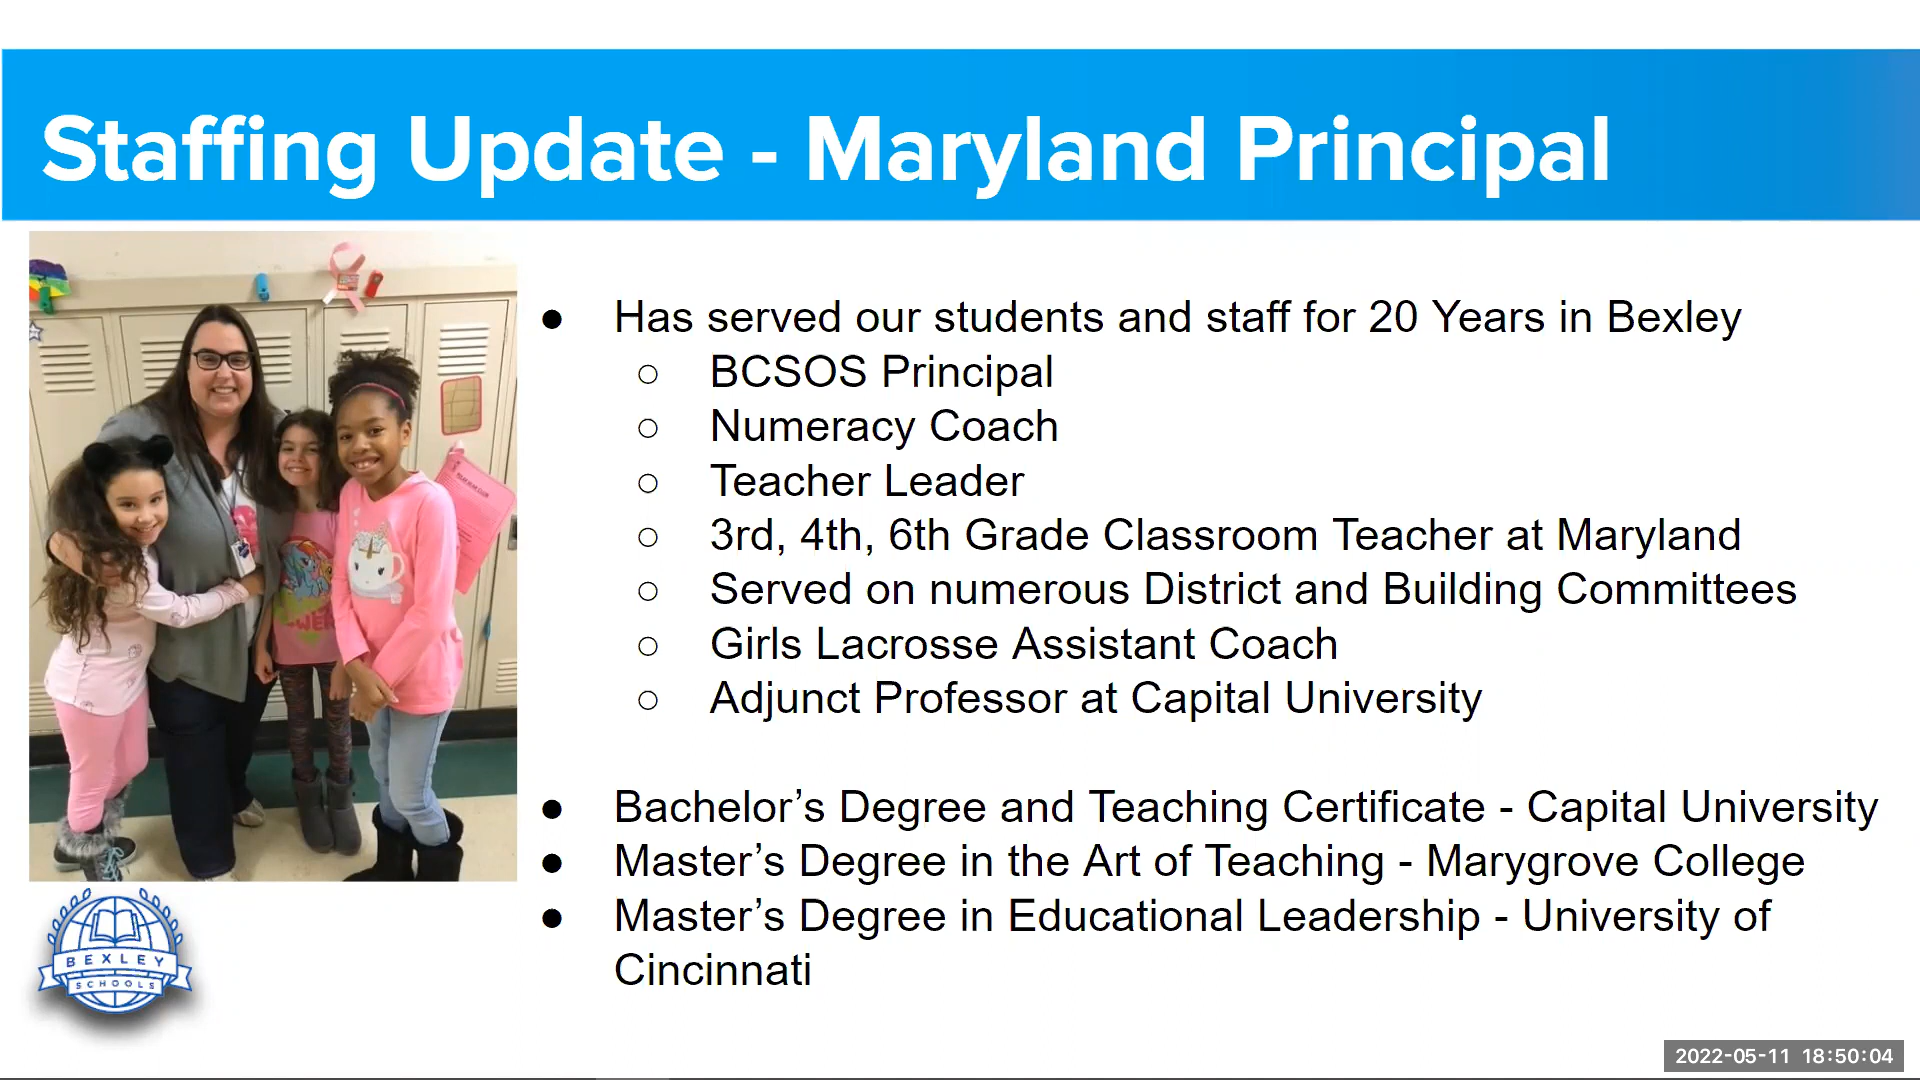 Staffing Update - Maryland Principal
● Has served our students and staff for 20 Years in Bexley
○ BCSOS Principal
○ Numeracy Coach
○ Teacher Leader
○ 3rd, 4th, 6th Grade Classroom Teacher at Maryland
○ Served on numerous District and Building Committees
○ Girls Lacrosse Assistant Coach
○ Adjunct Professor at Capital University
● Bachelor’s Degree and Teaching Certificate - Capital University
● Master’s Degree in the Art of Teaching - Marygrove College
● Master’s Degree in Educational Leadership - University of
Cincinnati
BEXLEY
SCHOOLS
2022-05-11 18:50:04